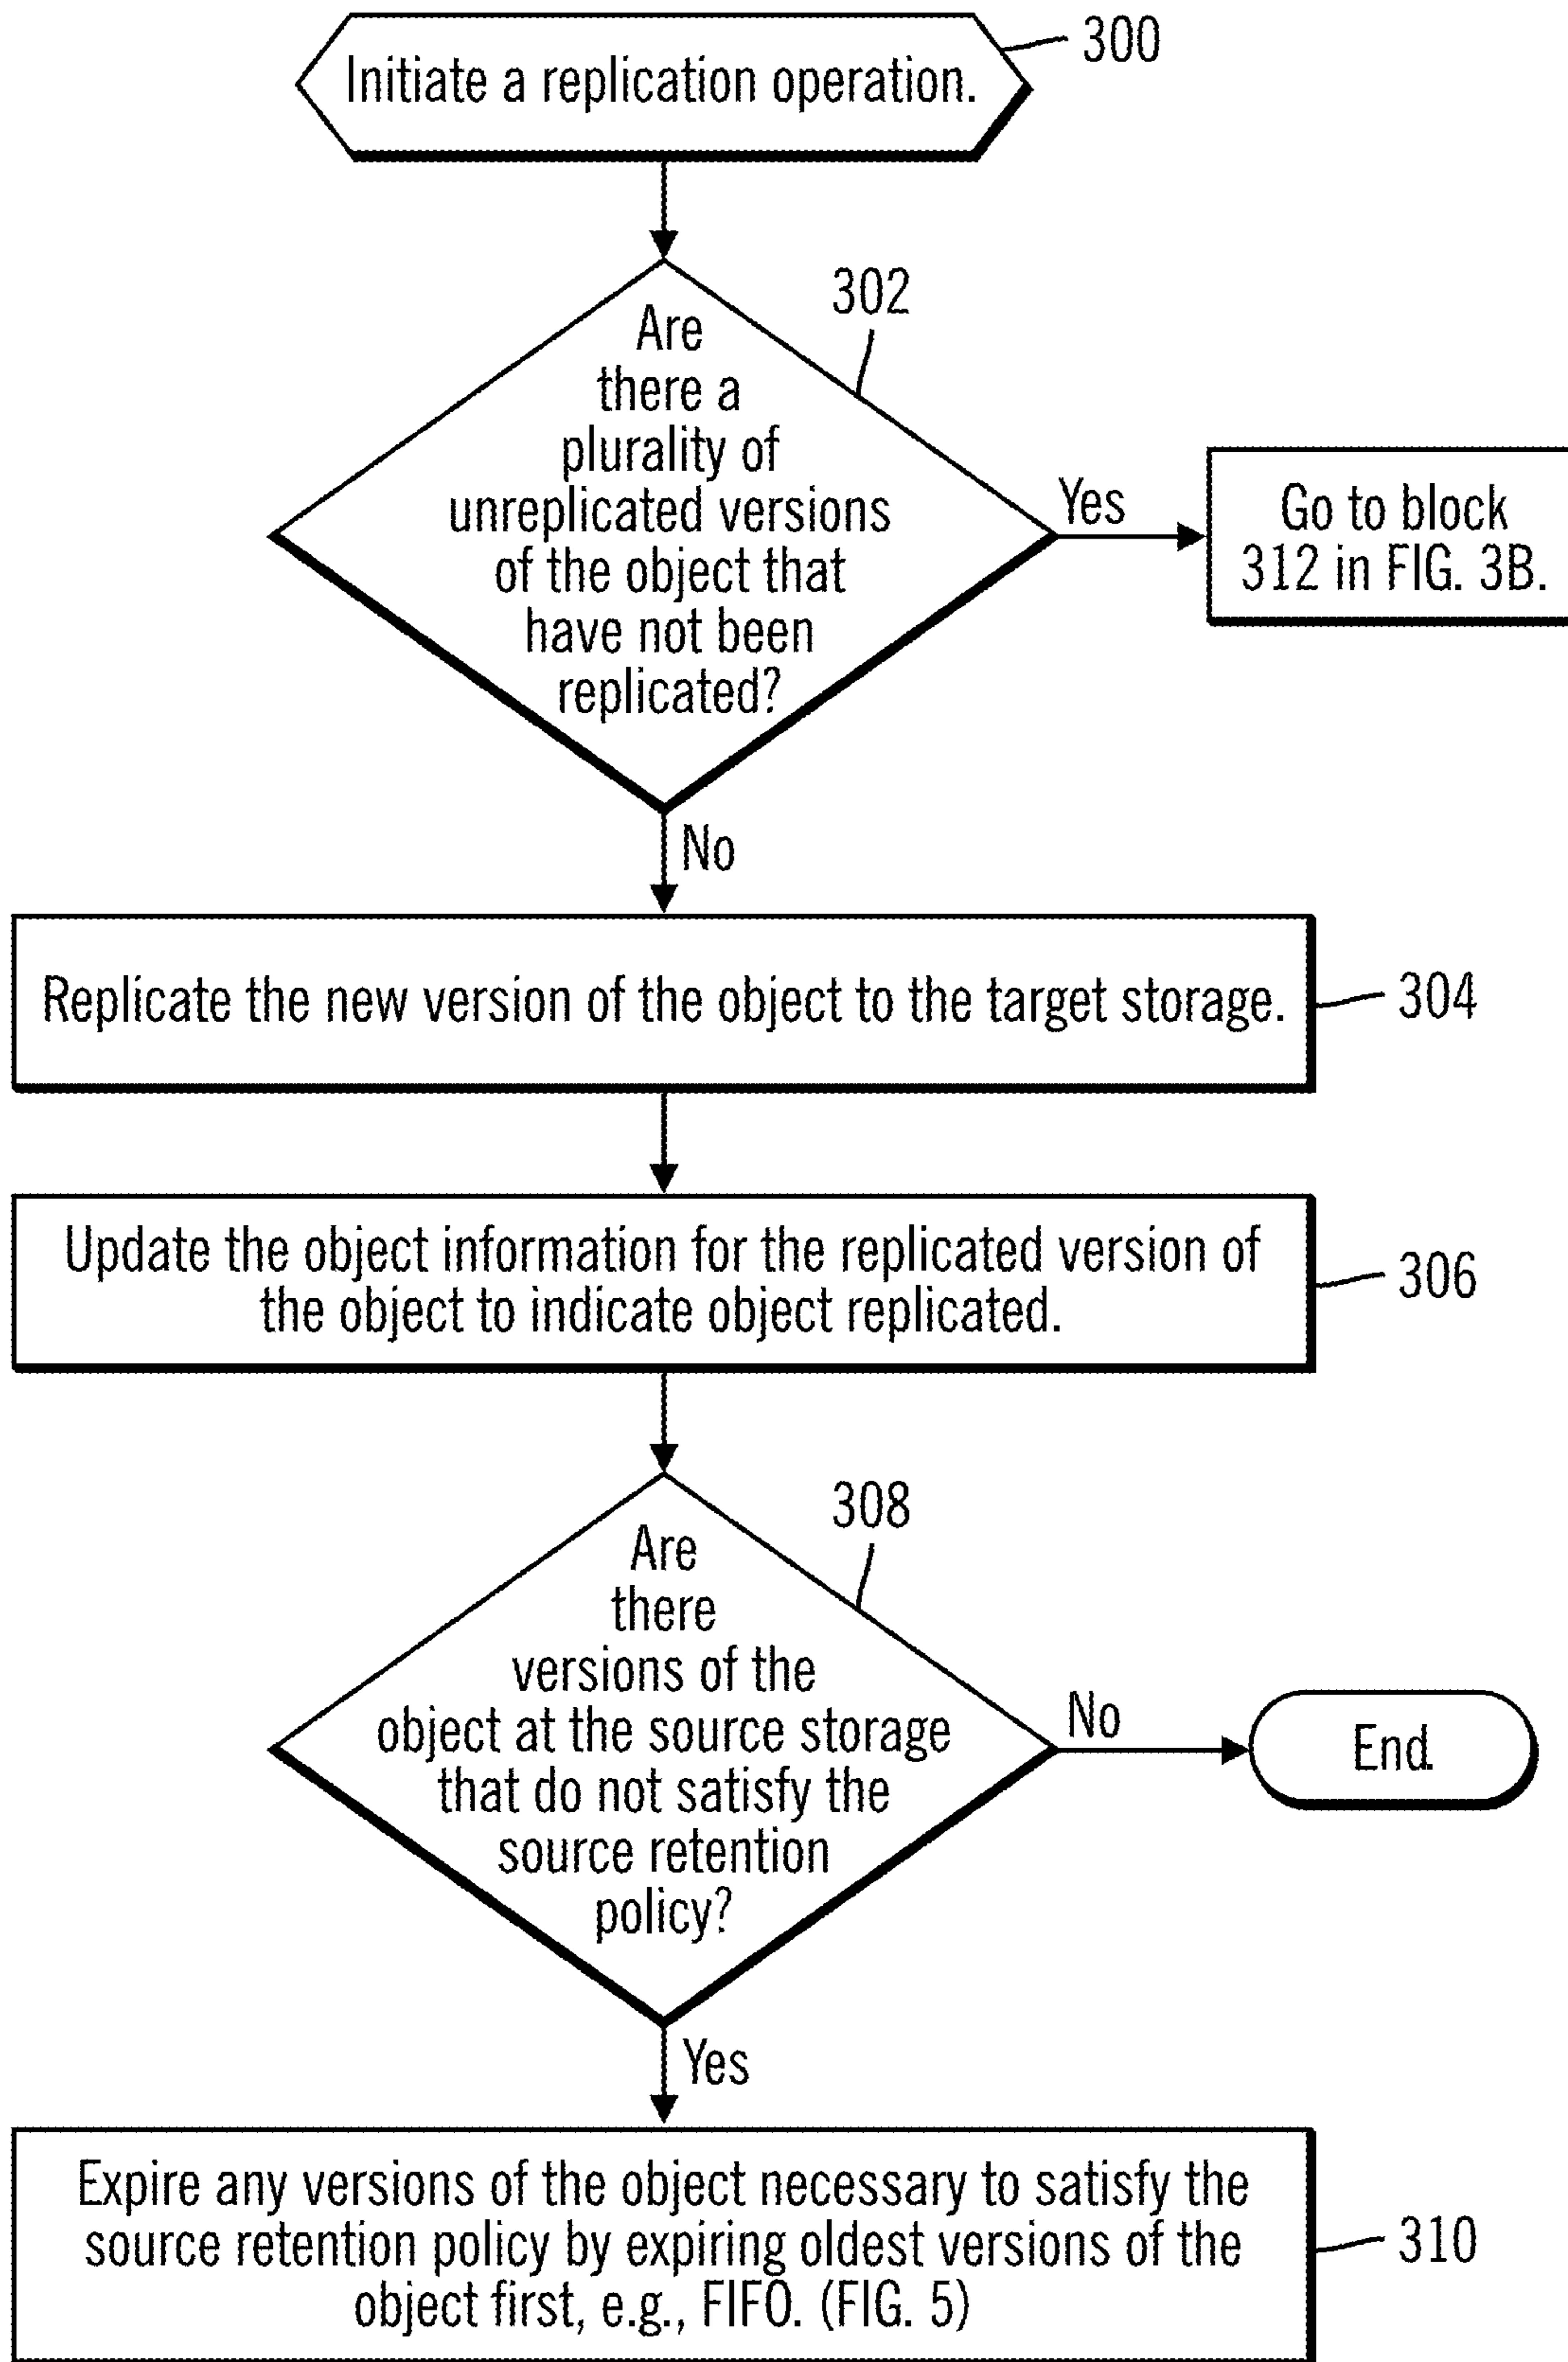 300
Initiate a replication operation.
302
Are
there a
plurality of
unreplicated versions
of the object that
have not been
replicated?
Yes
Go to block
312 in FIG. 3B.
No
Replicate the new version of the object to the target storage.
304
Update the object information for the replicated version of
the object to indicate object replicated.
306
308
Are
there
versions of the
object at the source storage
that do not satisfy the
source retention
policy?
No
End.
Yes
Expire any versions of the object necessary to satisfy the
source retention policy by expiring oldest versions of the
object first, e.g., FIFO. (FIG. 5)
310